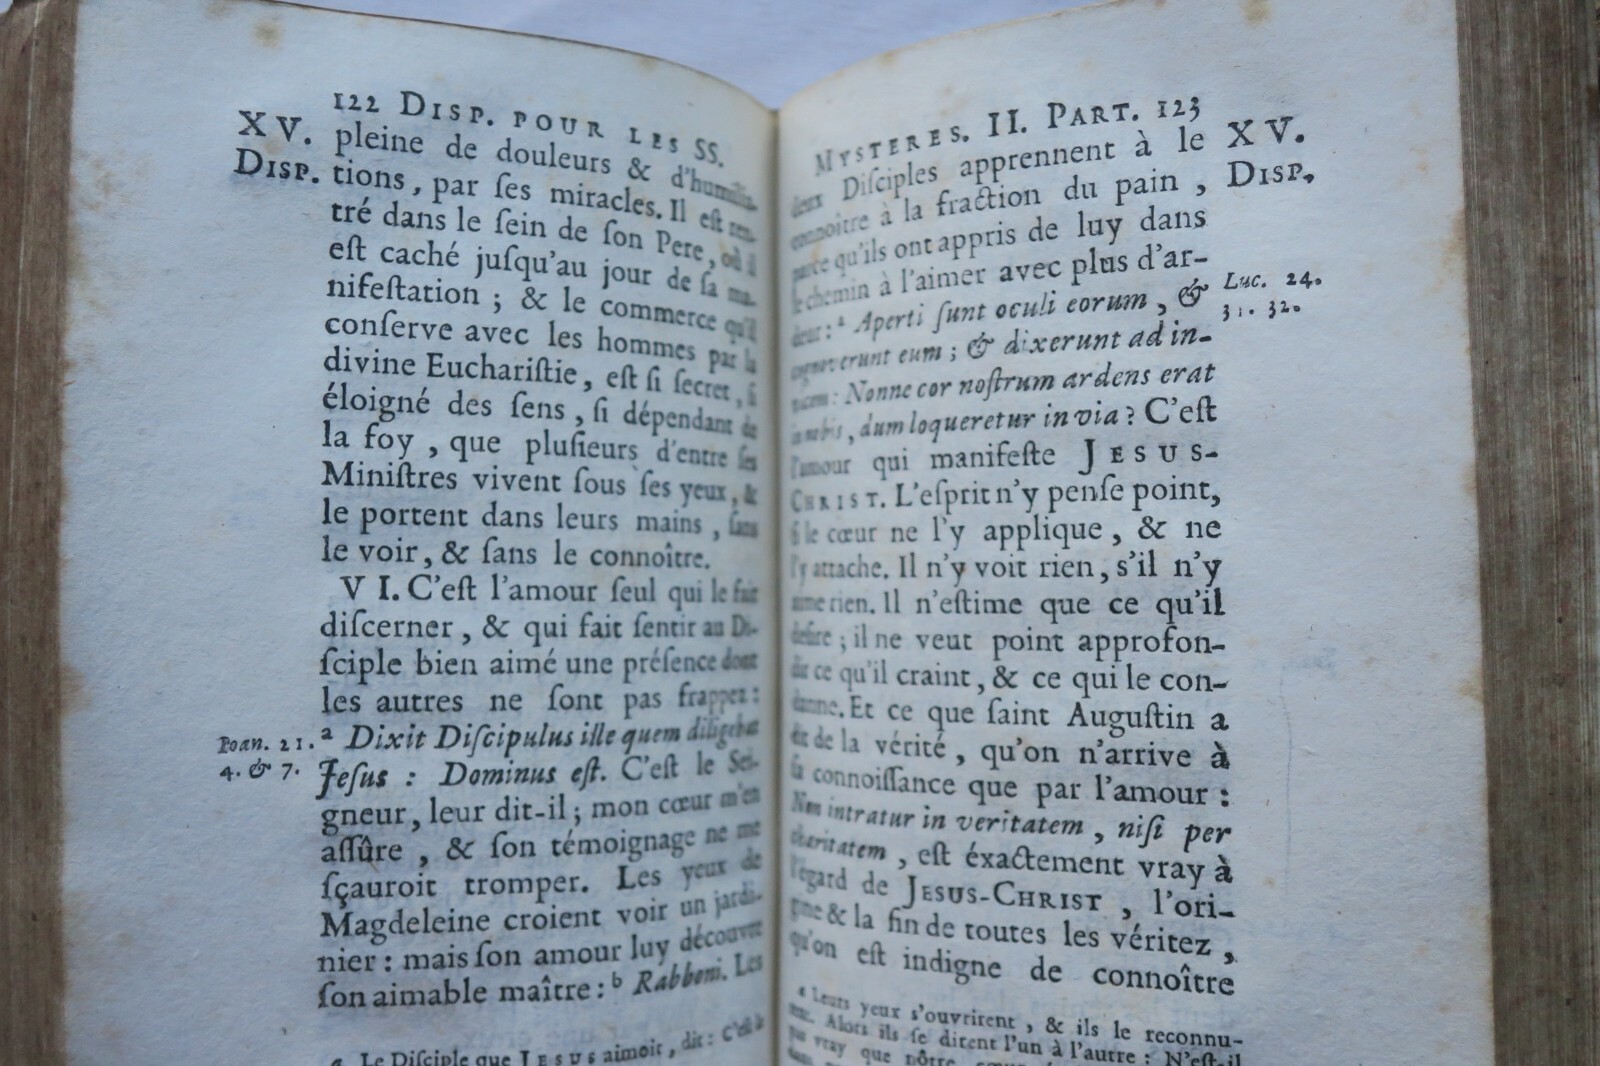 122 DISP. POUR LES SS.
XV. DISP.
pleine de douleurs & d'humilia-
tions, par ſes miracles. Il eſt ren-
tré dans le ſein de ſon Pere, où il
eſt caché juſqu'au jour de ſa ma-
nifeſtation ; & le commerce qu'il
conſerve avec les hommes par la
divine Euchariſtie, eſt ſi ſecret, ſi
éloigné des ſens, ſi dépendant de
la foy, que pluſieurs d'entre ſes
Miniſtres vivent ſous ſes yeux, &
le portent dans leurs mains, ſans
le voir, & ſans le connoître.
VI. C'eſt l'amour ſeul qui le fait
diſcerner, & qui fait ſentir au Di-
ſciple bien aimé une préſence dont
les autres ne ſont pas frappez :
Ioan. 21. 4. & 7.
a Dixit Diſcipulus ille quem diligebat
Jeſus : Dominus eſt. C'eſt le Sei-
gneur, leur dit-il ; mon cœur m'en
aſſûre, & ſon témoignage ne me
ſçauroit tromper. Les yeux de
Magdeleine croient voir un jardi-
nier : mais ſon amour luy découvre
ſon aimable maître : b Rabboni. Les
a Le Diſciple que JESUS aimoit, dit : C'eſt le
MYSTERES. II. PART. 123
XV. DISP.
deux Diſciples apprennent à le
connoître à la fraction du pain,
parce qu'ils ont appris de luy dans
le chemin à l'aimer avec plus d'ar-
deur : a Aperti ſunt oculi eorum, &
Luc. 24. 31. 32.
cognoverunt eum ; & dixerunt ad in-
vicem : Nonne cor noſtrum ardens erat
in nobis, dum loqueretur in via ? C'eſt
l'amour qui manifeſte JESUS-
CHRIST. L'eſprit n'y penſe point,
ſi le cœur ne l'y applique, & ne
l'y attache. Il n'y voit rien, s'il n'y
aime rien. Il n'eſtime que ce qu'il
deſire ; il ne veut point approfon-
dir ce qu'il craint, & ce qui le con-
danne. Et ce que ſaint Auguſtin a
dit de la vérité, qu'on n'arrive à
ſa connoiſſance que par l'amour :
Non intratur in veritatem, niſi per
charitatem, eſt éxactement vray à
l'égard de JESUS-CHRIST, l'ori-
gine & la fin de toutes les véritez,
qu'on eſt indigne de connoître
a Leurs yeux s'ouvrirent, & ils le reconnu-
rent. Alors ils ſe dirent l'un à l'autre : N'eſt-il
pas vray que nôtre